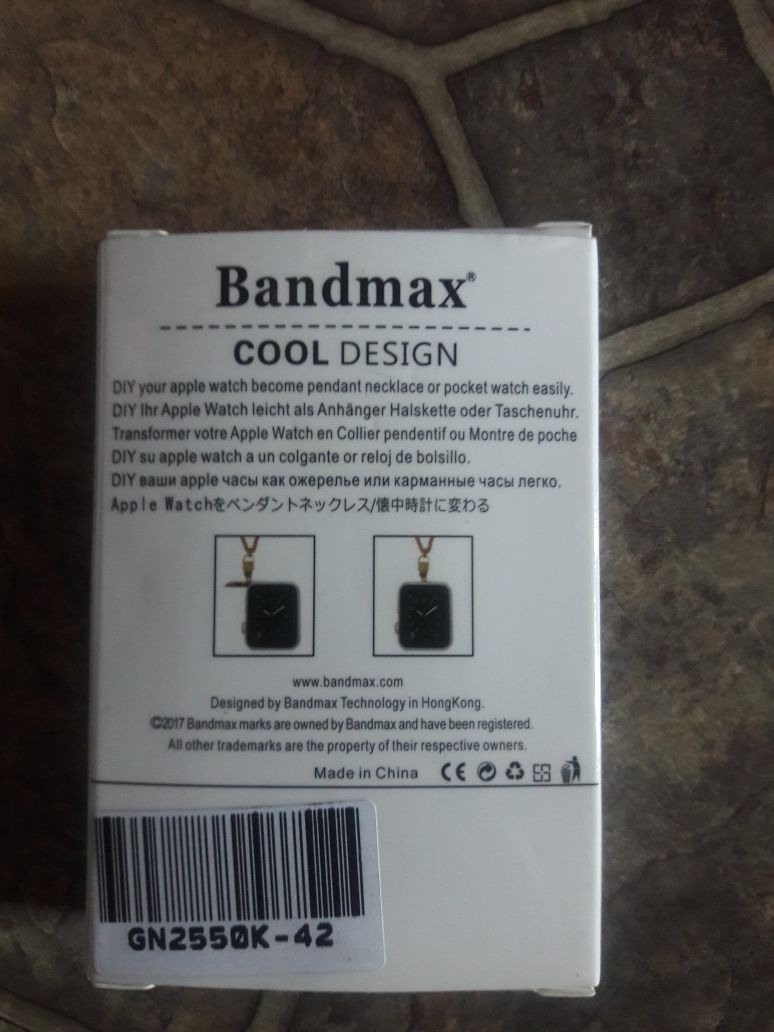 Bandmax®
COOL DESIGN
DIY your apple watch become pendant necklace or pocket watch easily.
DIY Ihr Apple Watch leicht als Anhänger Halskette oder Taschenuhr.
Transformer votre Apple Watch en Collier pendentif ou Montre de poche
DIY su apple watch a un colgante or reloj de bolsillo.
DIY ваши apple часы как ожерелье или карманные часы легко.
Apple Watchをペンダントネックレス/懐中時計に変わる
www.bandmax.com
Designed by Bandmax Technology in HongKong.
©2017 Bandmax marks are owned by Bandmax and have been registered.
All other trademarks are the property of their respective owners.
Made in China CE
GN2550K-42